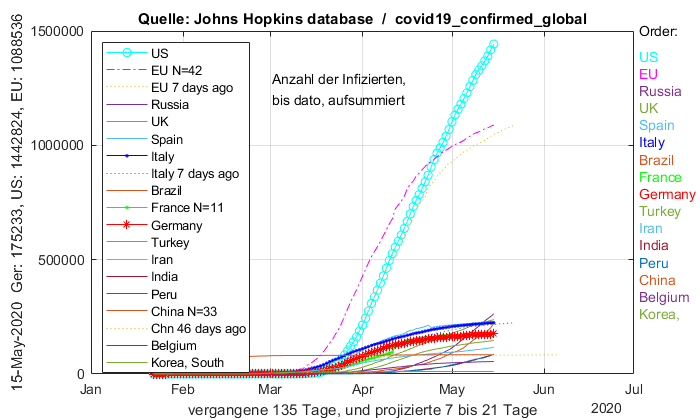 Quelle: Johns Hopkins database / covid19_confirmed_global
15-May-2020 Ger: 175233, US: 1442824, EU: 1088536
1500000
1000000
500000
0
US
EU N=42
EU 7 days ago
Russia
UK
Spain
Italy
Italy 7 days ago
Brazil
France N=11
Germany
Turkey
Iran
India
Peru
China N=33
Chn 46 days ago
Belgium
Korea, South
Anzahl der Infizierten,
bis dato, aufsummiert
Order:
US
EU
Russia
UK
Spain
Italy
Brazil
France
Germany
Turkey
Iran
India
Peru
China
Belgium
Korea,
Jan Feb Mar Apr May Jun Jul
vergangene 135 Tage, und projizierte 7 bis 21 Tage
2020